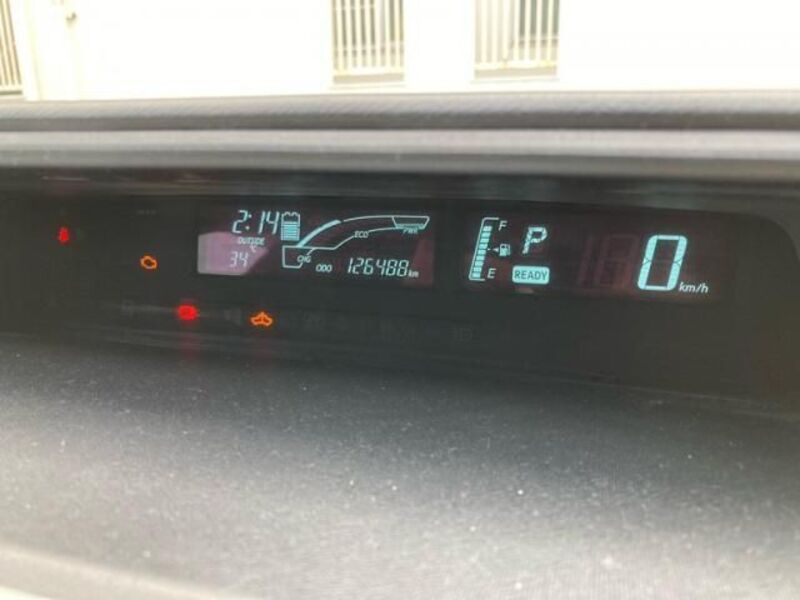 2:14
OUTSIDE
°C
34
ECO
PWR
CHG
ODO 126488 km
F
E
P
READY
0 km/h